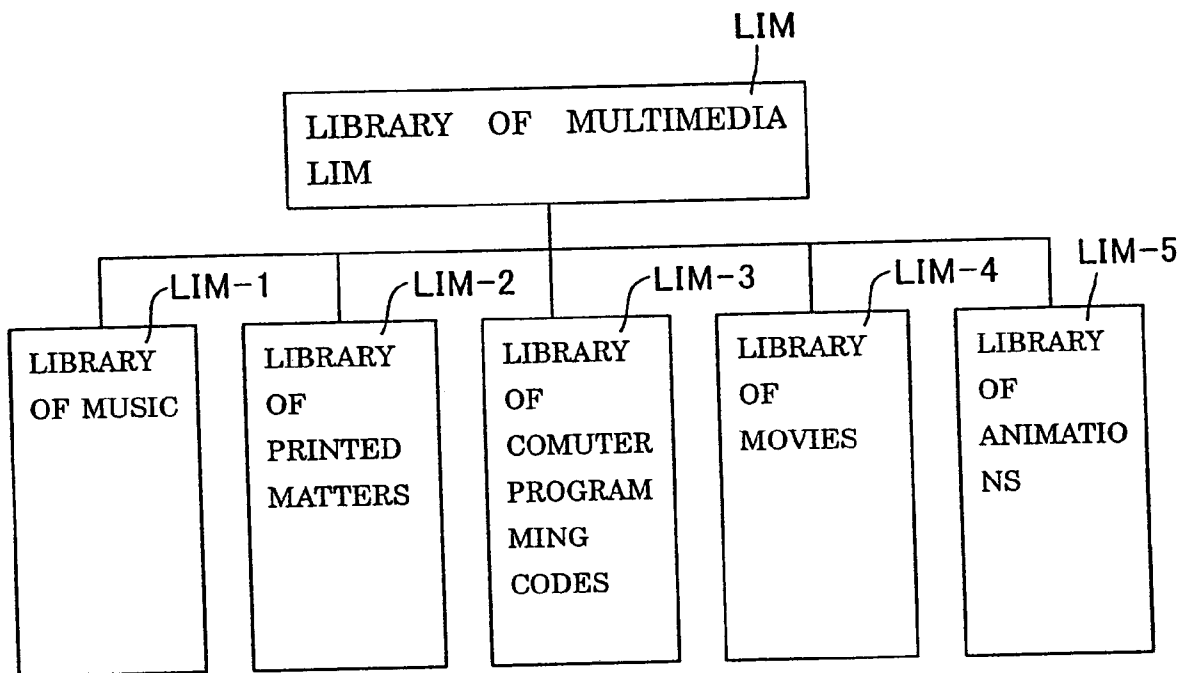 LIM
LIBRARY OF MULTIMEDIA
LIM
LIM-1
LIM-2
LIM-3
LIM-4
LIM-5
LIBRARY
OF MUSIC
LIBRARY
OF
PRINTED
MATTERS
LIBRARY
OF
COMUTER
PROGRAM
MING
CODES
LIBRARY
OF
MOVIES
LIBRARY
OF
ANIMATIO
NS